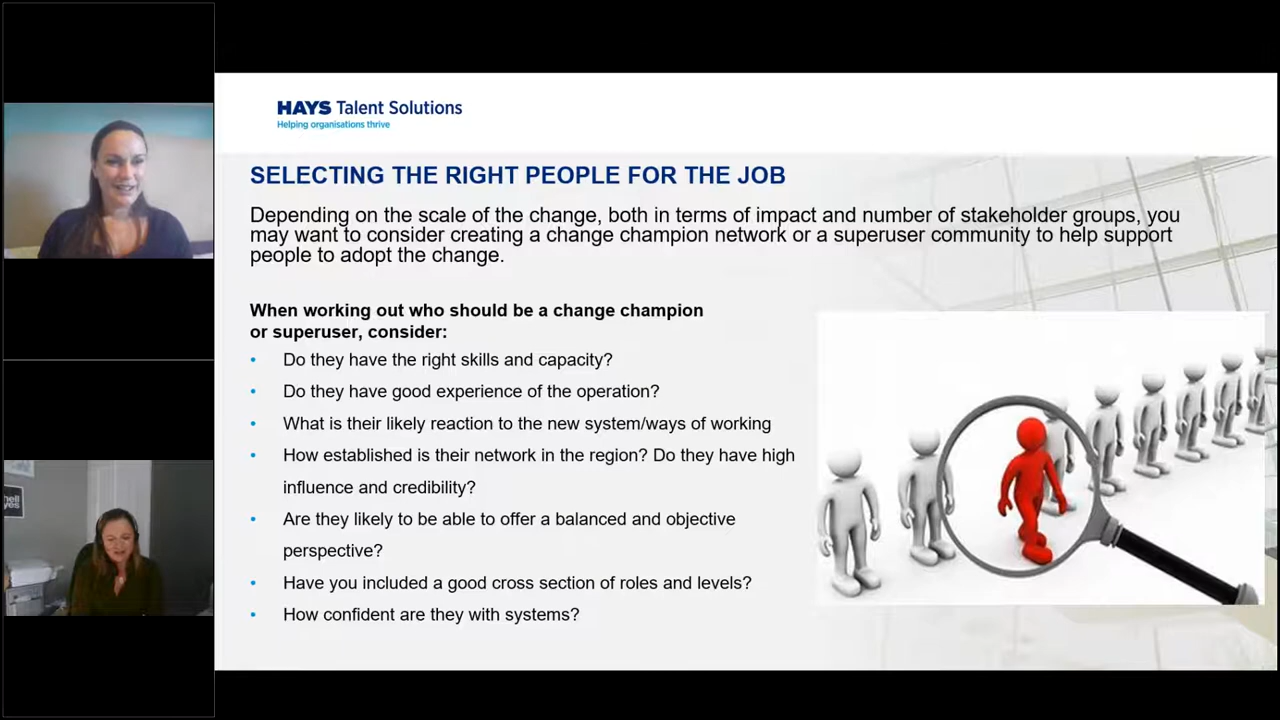 HAYS Talent Solutions
Helping organisations thrive
SELECTING THE RIGHT PEOPLE FOR THE JOB
Depending on the scale of the change, both in terms of impact and number of stakeholder groups, you
may want to consider creating a change champion network or a superuser community to help support
people to adopt the change.
When working out who should be a change champion
or superuser, consider:
• Do they have the right skills and capacity?
• Do they have good experience of the operation?
• What is their likely reaction to the new system/ways of working
• How established is their network in the region? Do they have high
influence and credibility?
• Are they likely to be able to offer a balanced and objective
perspective?
• Have you included a good cross section of roles and levels?
• How confident are they with systems?
hell
yes